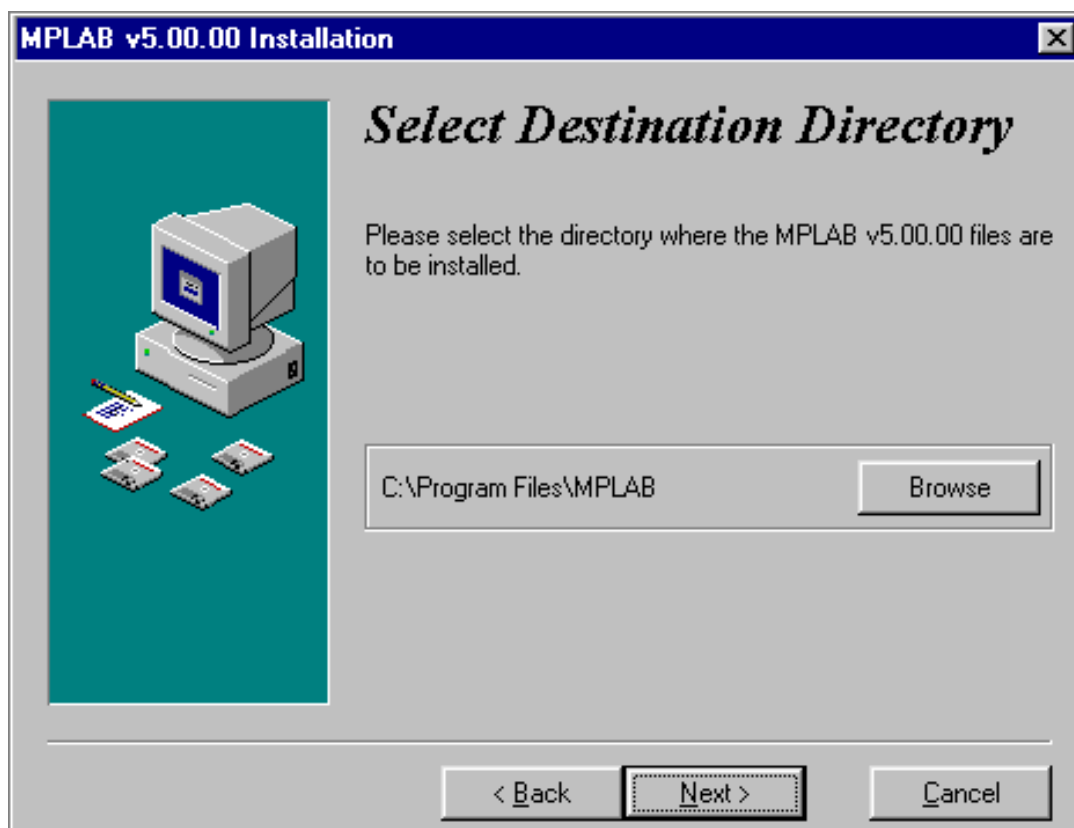 MPLAB v5.00.00 Installation
Select Destination Directory
Please select the directory where the MPLAB v5.00.00 files are
to be installed.
C:\Program Files\MPLAB
Browse
< Back
Next >
Cancel